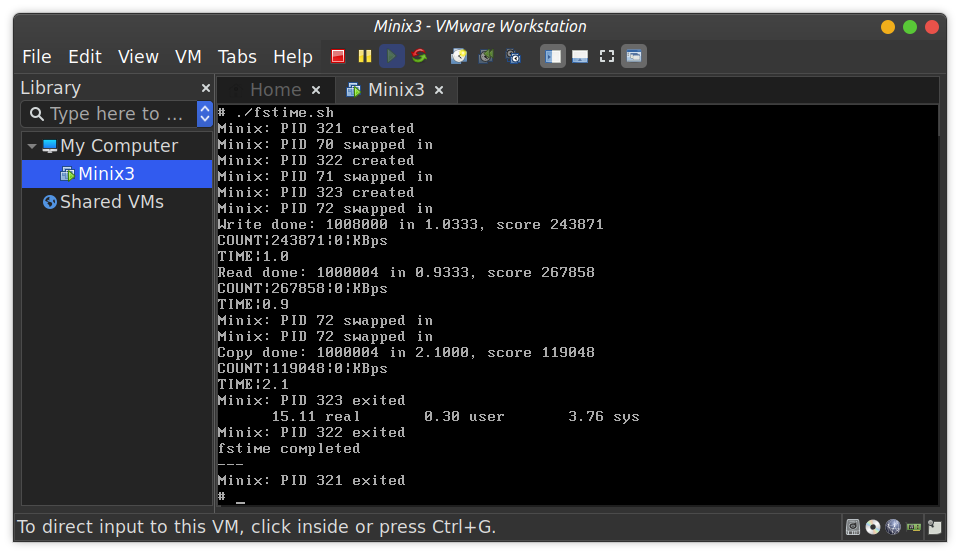 Minix3 - VMware Workstation
File Edit View VM Tabs Help
Library ×
Type here to ...
My Computer
Minix3
Shared VMs
Home × Minix3 ×
# ./fstime.sh
Minix: PID 321 created
Minix: PID 70 swapped in
Minix: PID 322 created
Minix: PID 71 swapped in
Minix: PID 323 created
Minix: PID 72 swapped in
Write done: 1008000 in 1.0333, score 243871
COUNT¦243871¦0¦KBps
TIME¦1.0
Read done: 1000004 in 0.9333, score 267858
COUNT¦267858¦0¦KBps
TIME¦0.9
Minix: PID 72 swapped in
Minix: PID 72 swapped in
Copy done: 1000004 in 2.1000, score 119048
COUNT¦119048¦0¦KBps
TIME¦2.1
Minix: PID 323 exited
15.11 real 0.30 user 3.76 sys
Minix: PID 322 exited
fstime completed
---
Minix: PID 321 exited
# _
To direct input to this VM, click inside or press Ctrl+G.